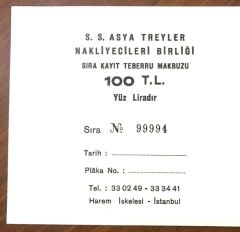 S. S. ASYA TREYLER
NAKLİYECİLERİ BİRLİĞİ
SIRA KAYIT TEBERRU MAKBUZU
100 T.L.
Yüz Liradır
Sıra № 99994
Tarih : ........................
Plâka No. : ........................
Tel. : 33 02 49 - 33 34 41
Harem İskelesi - İstanbul